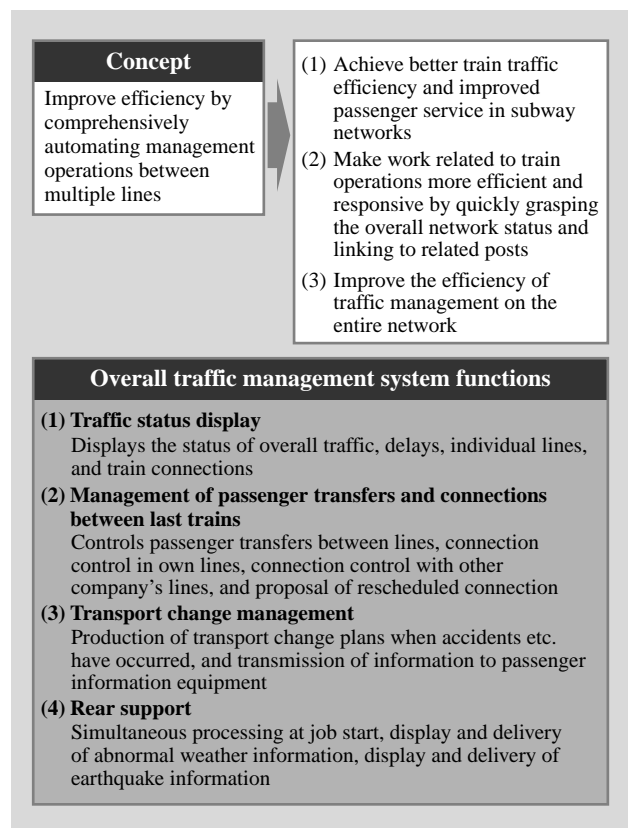 Concept
Improve efficiency by
comprehensively
automating management
operations between
multiple lines
(1) Achieve better train traffic
efficiency and improved
passenger service in subway
networks
(2) Make work related to train
operations more efficient and
responsive by quickly grasping
the overall network status and
linking to related posts
(3) Improve the efficiency of
traffic management on the
entire network
Overall traffic management system functions
(1) Traffic status display
Displays the status of overall traffic, delays, individual lines,
and train connections
(2) Management of passenger transfers and connections
between last trains
Controls passenger transfers between lines, connection
control in own lines, connection control with other
company's lines, and proposal of rescheduled connection
(3) Transport change management
Production of transport change plans when accidents etc.
have occurred, and transmission of information to passenger
information equipment
(4) Rear support
Simultaneous processing at job start, display and delivery
of abnormal weather information, display and delivery of
earthquake information